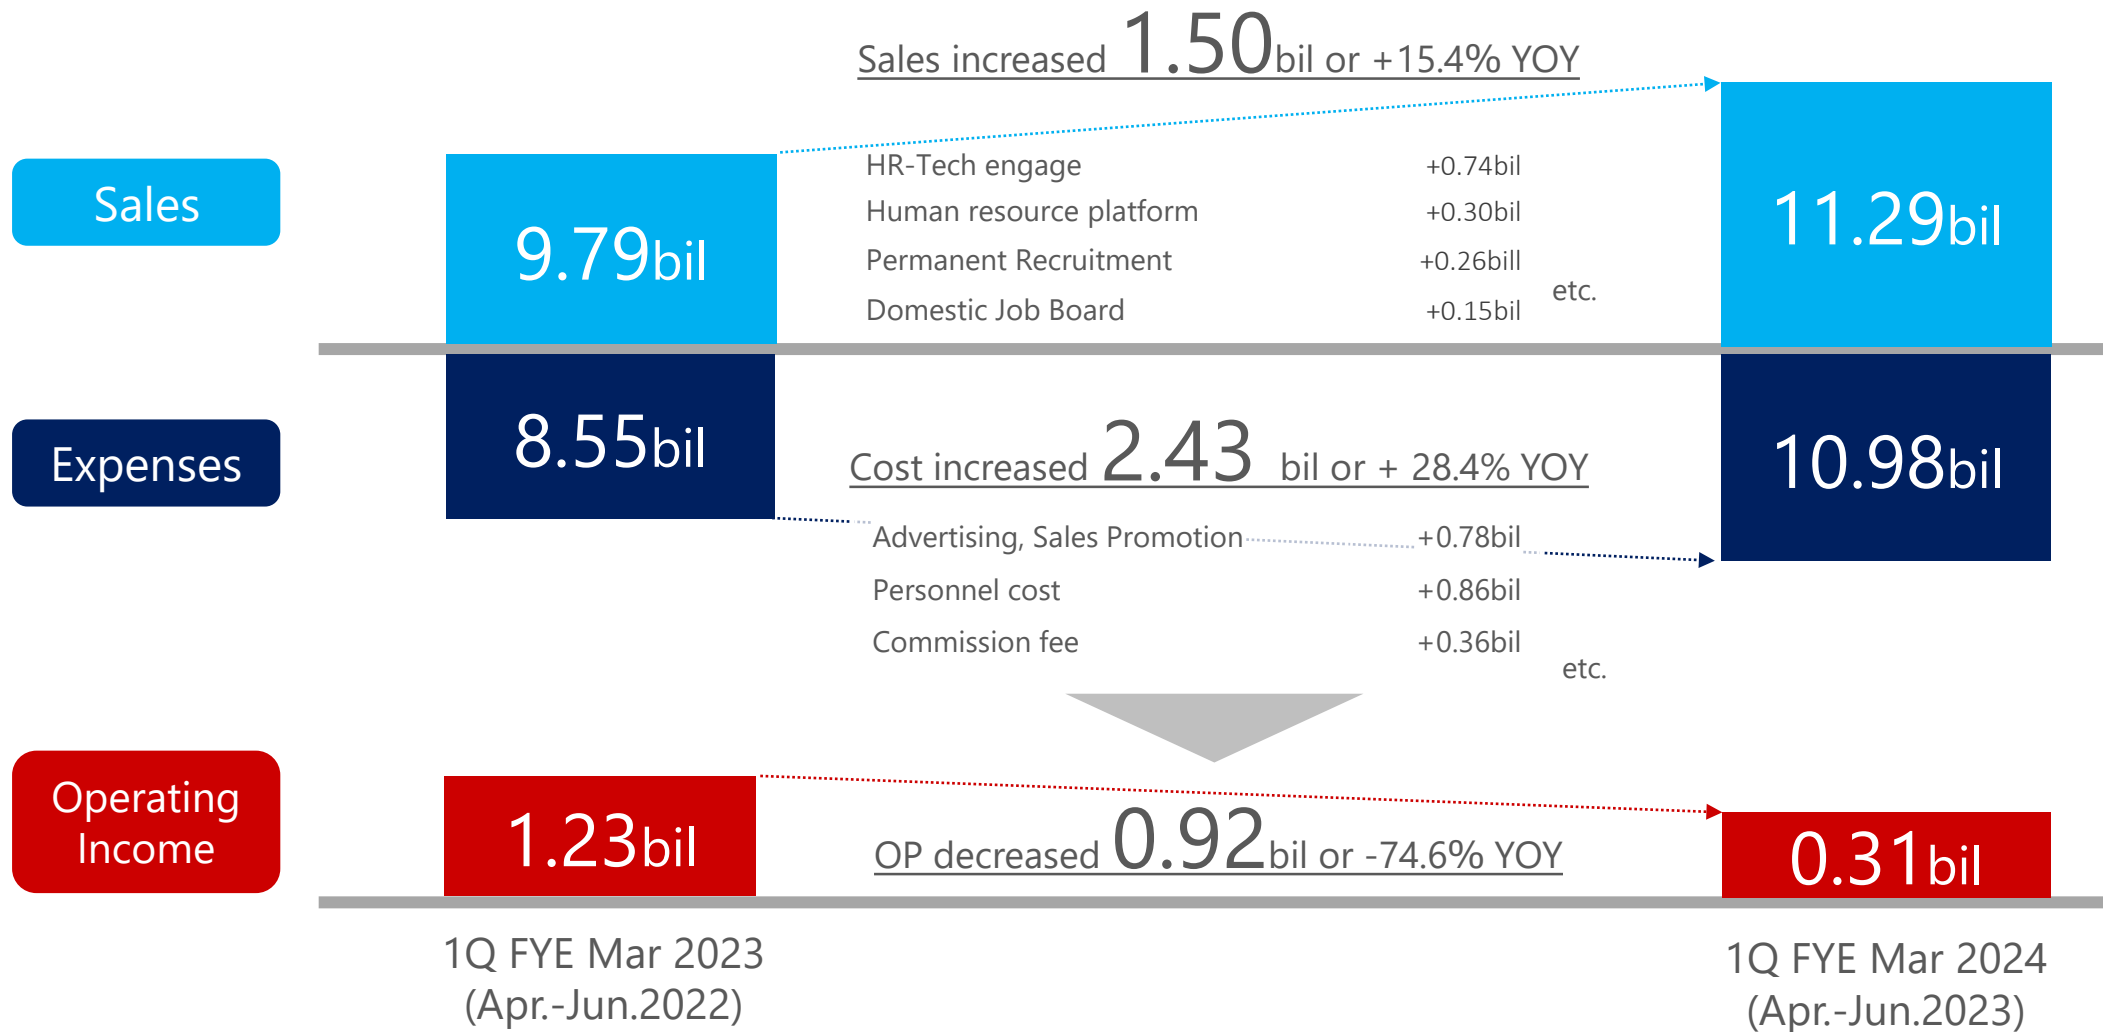 Sales increased 1.50bil or +15.4% YOY
Sales
9.79bil
HR-Tech engage +0.74bil
Human resource platform +0.30bil
Permanent Recruitment +0.26bill
Domestic Job Board +0.15bil
etc.
11.29bil
Expenses
8.55bil
Cost increased 2.43 bil or + 28.4% YOY
Advertising, Sales Promotion +0.78bil
Personnel cost +0.86bil
Commission fee +0.36bil
etc.
10.98bil
Operating
Income
1.23bil
OP decreased 0.92bil or -74.6% YOY
0.31bil
1Q FYE Mar 2023
(Apr.-Jun.2022)
1Q FYE Mar 2024
(Apr.-Jun.2023)